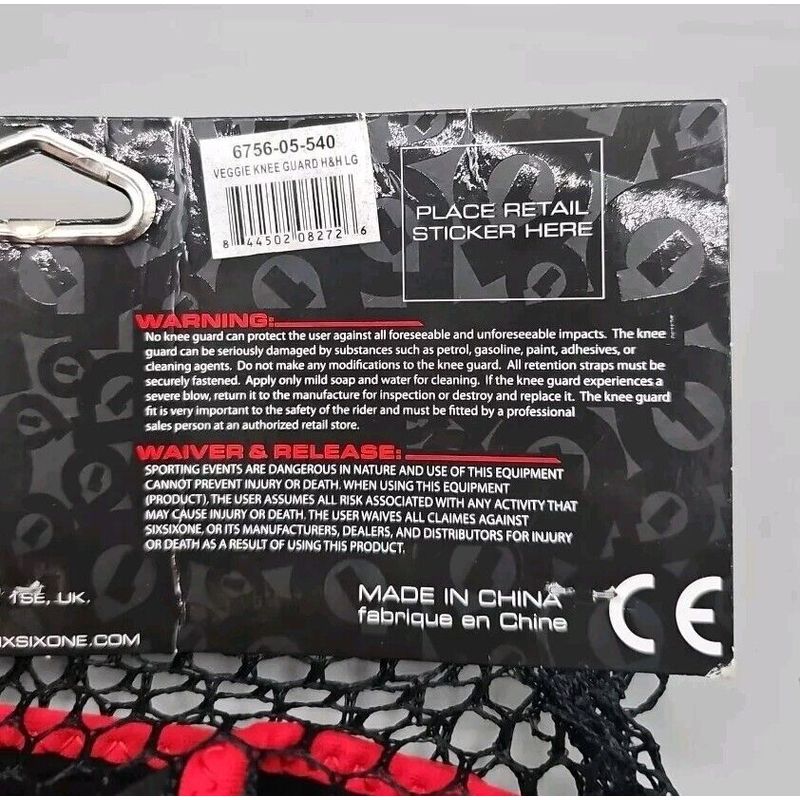 6756-05-540
VEGGIE KNEE GUARD H&H LG
8 44502 08272 6
PLACE RETAIL
STICKER HERE
WARNING:
No knee guard can protect the user against all foreseeable and unforeseeable impacts. The knee
guard can be seriously damaged by substances such as petrol, gasoline, paint, adhesives, or
cleaning agents. Do not make any modifications to the knee guard. All retention straps must be
securely fastened. Apply only mild soap and water for cleaning. If the knee guard experiences a
severe blow, return it to the manufacture for inspection or destroy and replace it. The knee guard
fit is very important to the safety of the rider and must be fitted by a professional
sales person at an authorized retail store.
WAIVER & RELEASE:
SPORTING EVENTS ARE DANGEROUS IN NATURE AND USE OF THIS EQUIPMENT
CANNOT PREVENT INJURY OR DEATH. WHEN USING THIS EQUIPMENT
(PRODUCT), THE USER ASSUMES ALL RISK ASSOCIATED WITH ANY ACTIVITY THAT
MAY CAUSE INJURY OR DEATH. THE USER WAIVES ALL CLAIMES AGAINST
SIXSIXONE, OR ITS MANUFACTURERS, DEALERS, AND DISTRIBUTORS FOR INJURY
OR DEATH AS A RESULT OF USING THIS PRODUCT.
1SE, UK.
IXSIXONE.COM
MADE IN CHINA
fabrique en Chine
CE